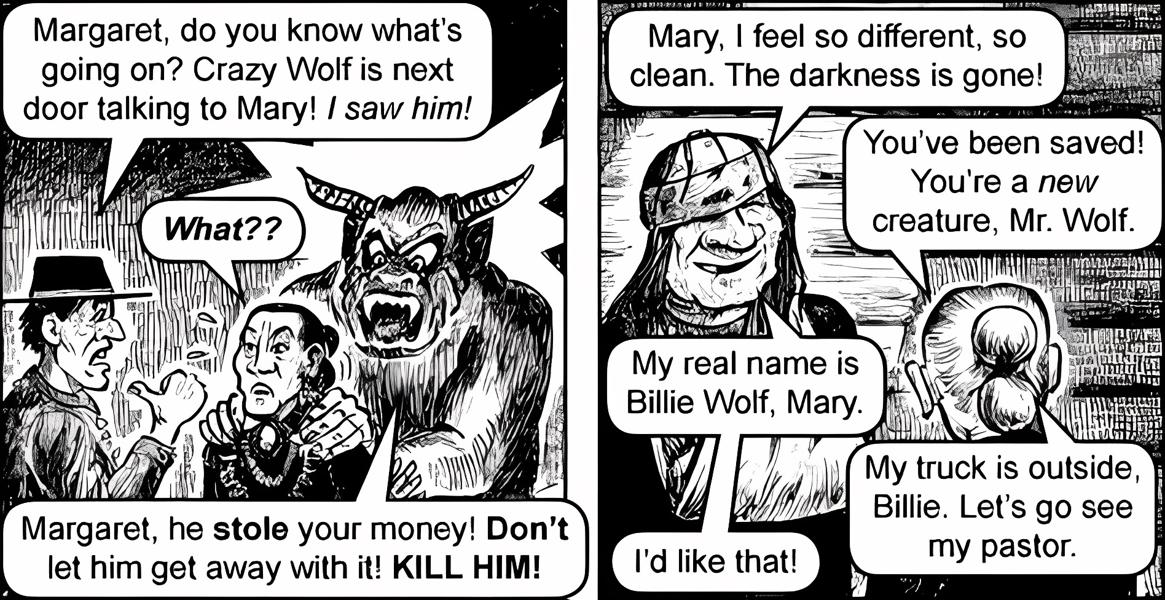 Margaret, do you know what's
going on? Crazy Wolf is next
door talking to Mary! I saw him!
What??
Margaret, he stole your money! Don't
let him get away with it! KILL HIM!
Mary, I feel so different, so
clean. The darkness is gone!
You've been saved!
You're a new
creature, Mr. Wolf.
My real name is
Billie Wolf, Mary.
My truck is outside,
Billie. Let's go see
my pastor.
I'd like that!